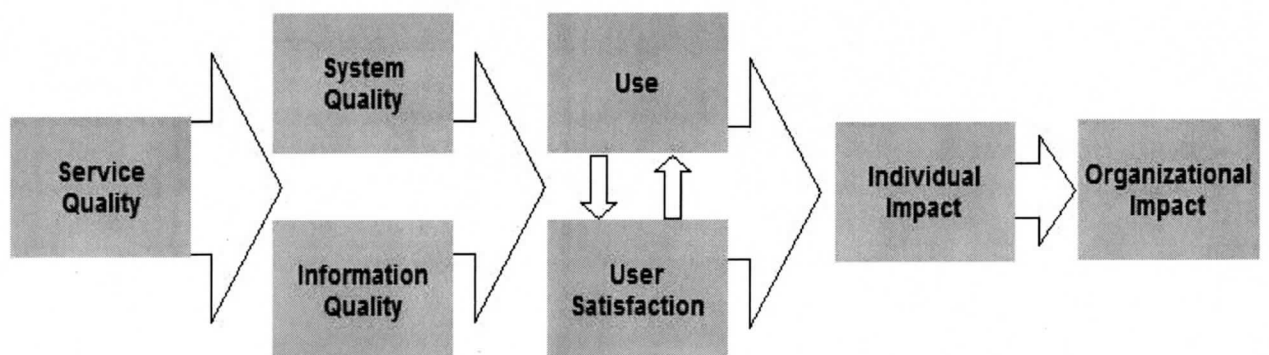 Service
Quality
System
Quality
Information
Quality
Use
User
Satisfaction
Individual
Impact
Organizational
Impact